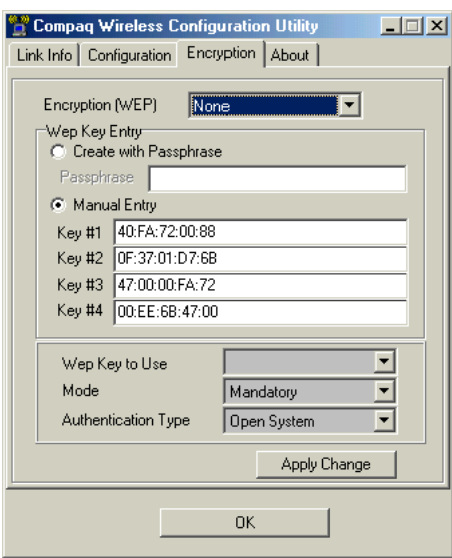 Compaq Wireless Configuration Utility
Link Info Configuration Encryption About
Encryption (WEP) None
Wep Key Entry
Create with Passphrase
Passphrase
Manual Entry
Key #1 40:FA:72:00:88
Key #2 0F:37:01:D7:6B
Key #3 47:00:00:FA:72
Key #4 00:EE:6B:47:00
Wep Key to Use
Mode Mandatory
Authentication Type Open System
Apply Change
OK